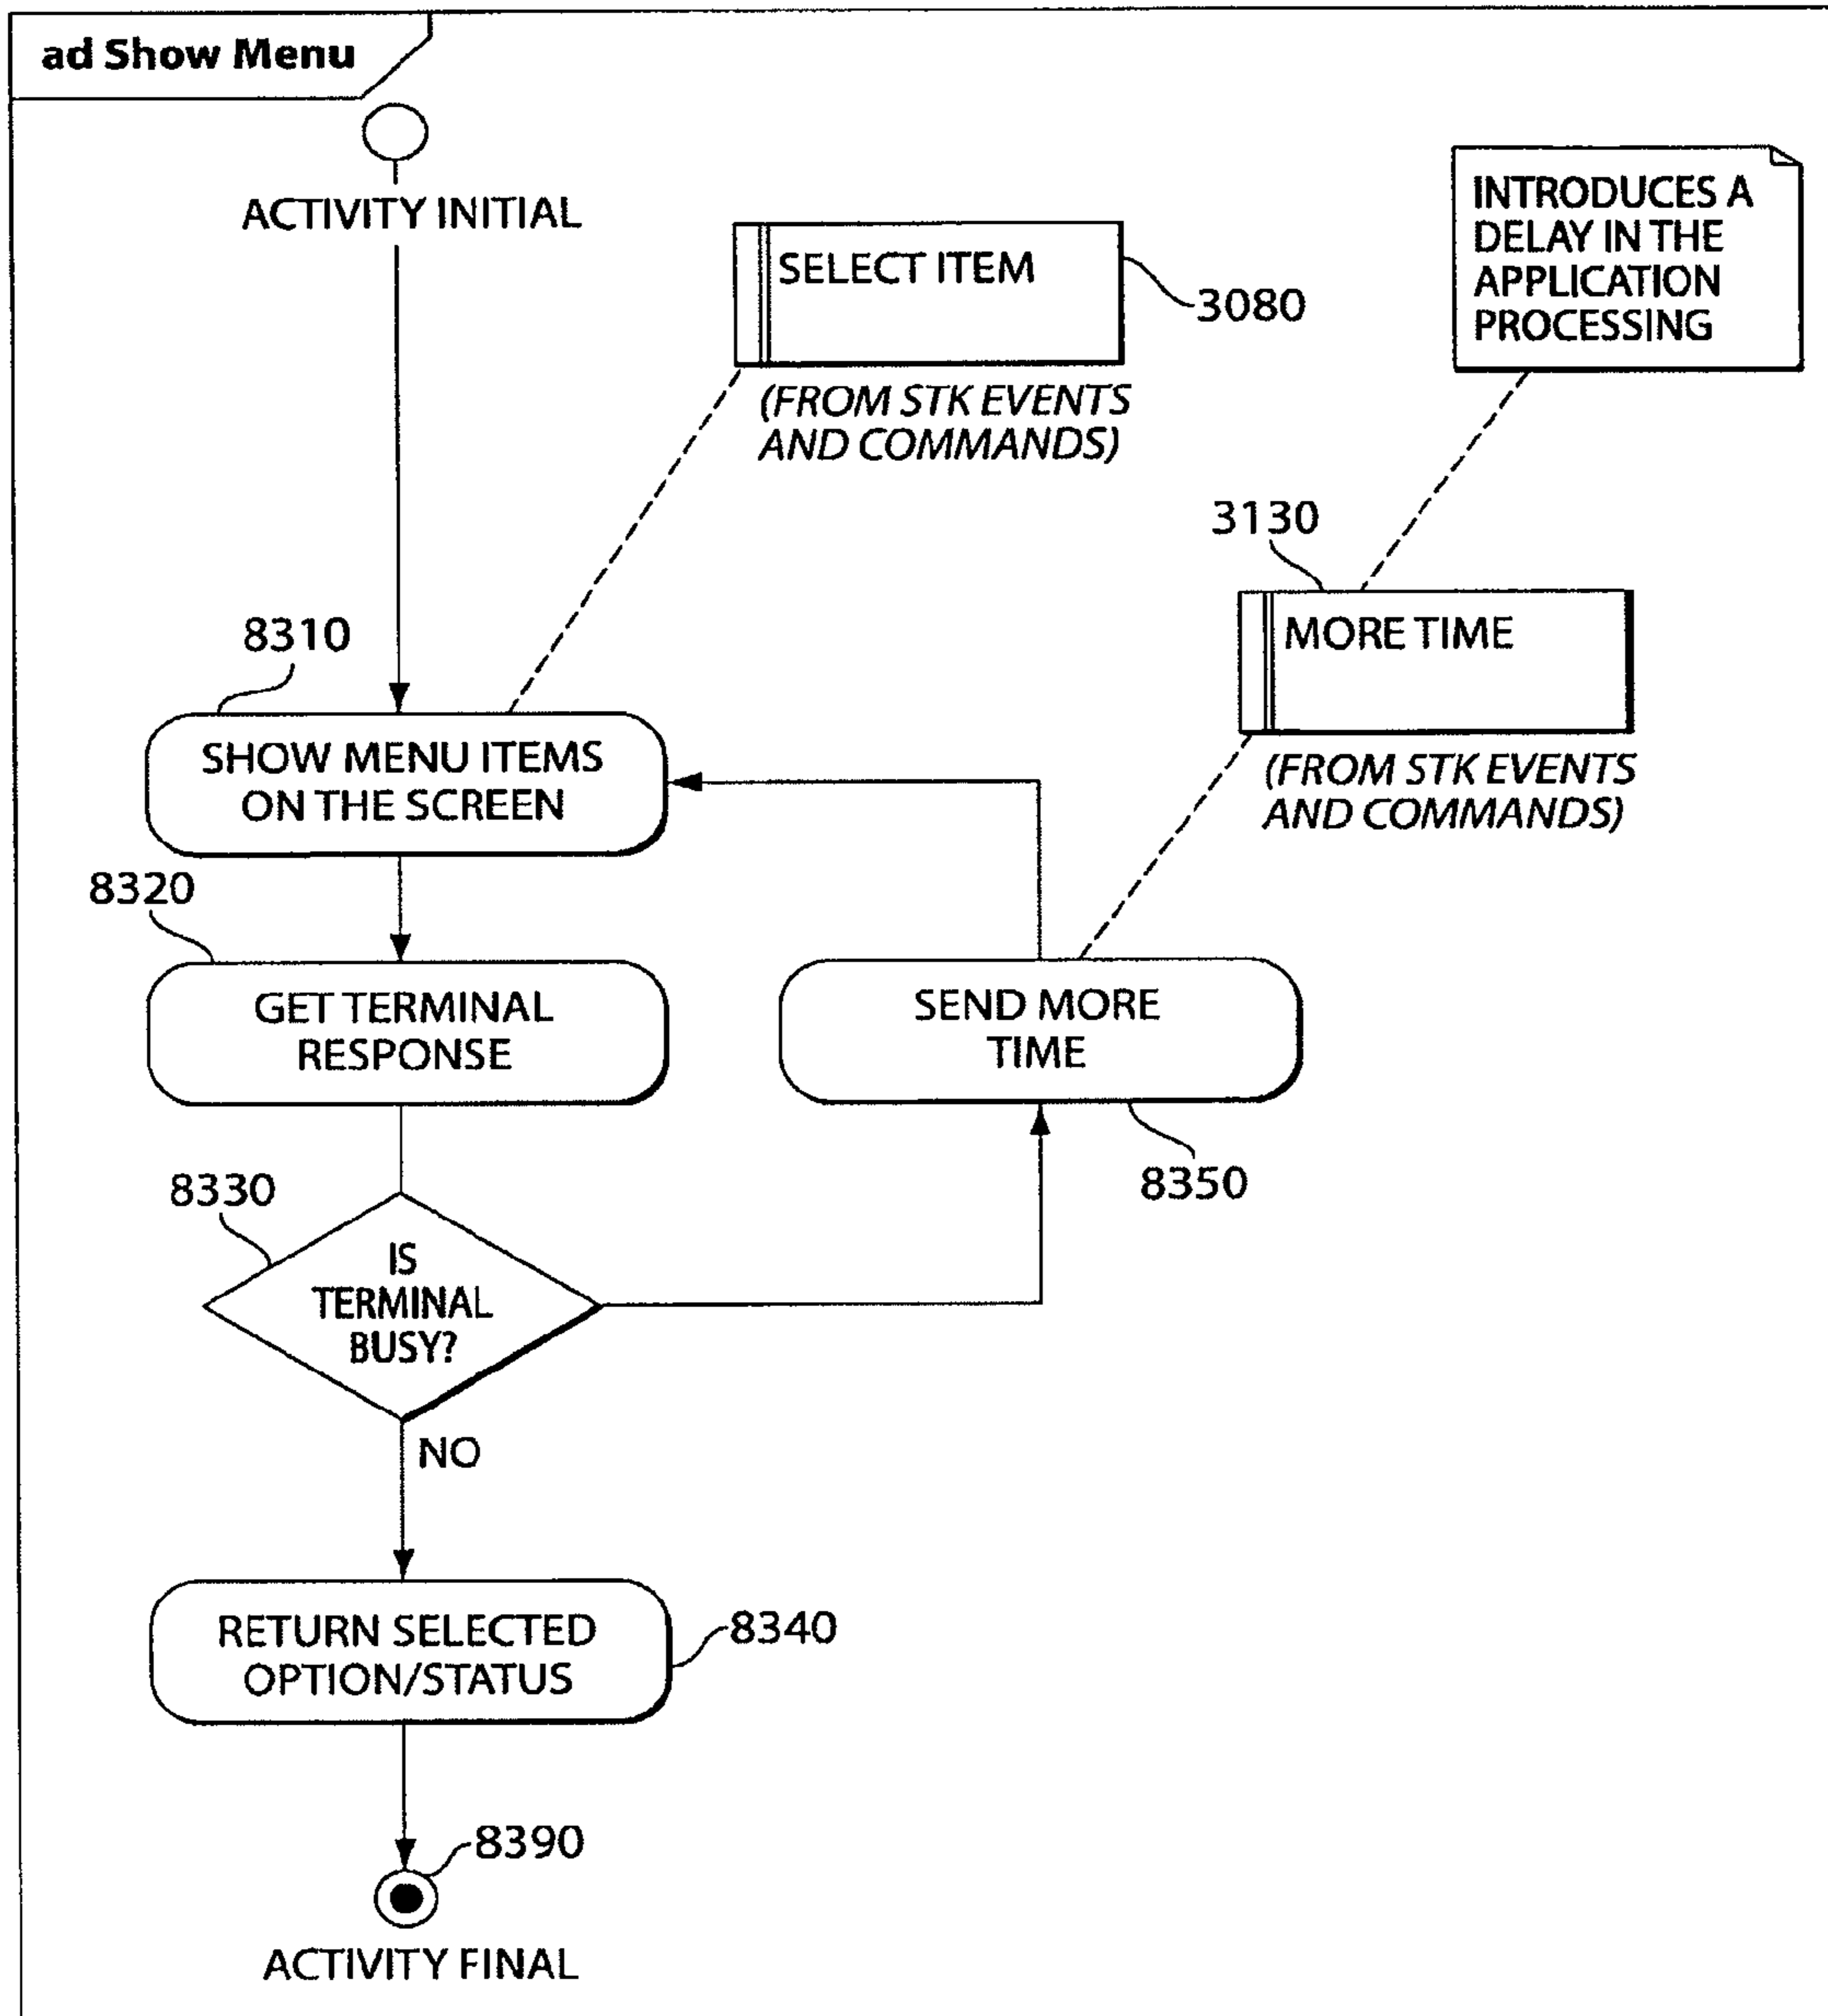 ad Show Menu
ACTIVITY INITIAL
SELECT ITEM
3080
(FROM STK EVENTS
AND COMMANDS)
INTRODUCES A
DELAY IN THE
APPLICATION
PROCESSING
3130
MORE TIME
(FROM STK EVENTS
AND COMMANDS)
8310
SHOW MENU ITEMS
ON THE SCREEN
8320
GET TERMINAL
RESPONSE
SEND MORE
TIME
8350
8330
IS
TERMINAL
BUSY?
NO
RETURN SELECTED
OPTION/STATUS
8340
8390
ACTIVITY FINAL